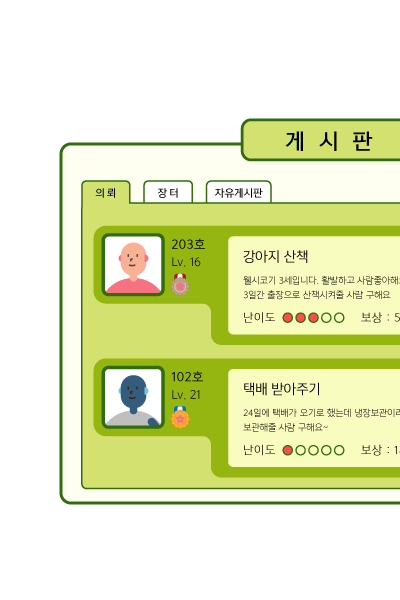 게 시 판
의뢰
장터
자유게시판
203호
Lv. 16
강아지 산책
웰시코기 3세입니다. 활발하고 사람좋아해
3일간 출장으로 산책시켜줄 사람 구해요
난이도
보상 : 5
102호
Lv. 21
택배 받아주기
24일에 택배가 오기로 했는데 냉장보관이라
보관해줄 사람 구해요~
난이도
보상 : 1